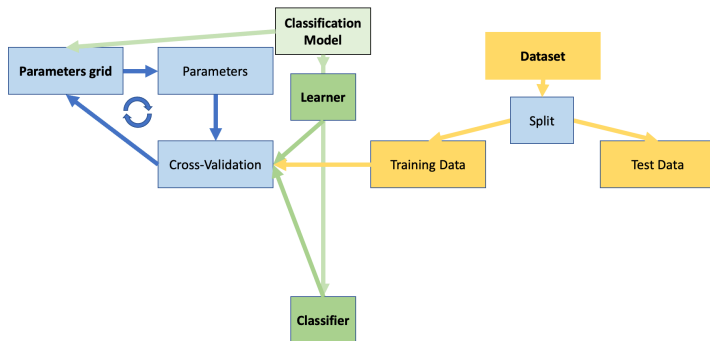 Classification
Model
Dataset
Parameters grid
Parameters
Learner
Split
Cross-Validation
Training Data
Test Data
Classifier